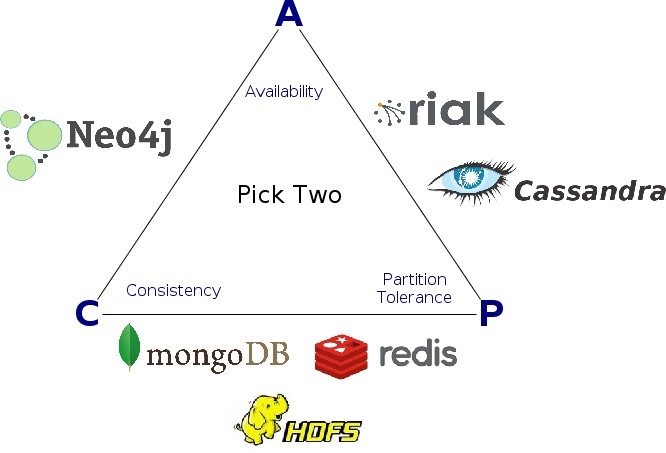 A
Availability
riak
Neo4j
Cassandra
Pick Two
Partition
Tolerance
Consistency
C
P
mongoDB
redis
HDFS